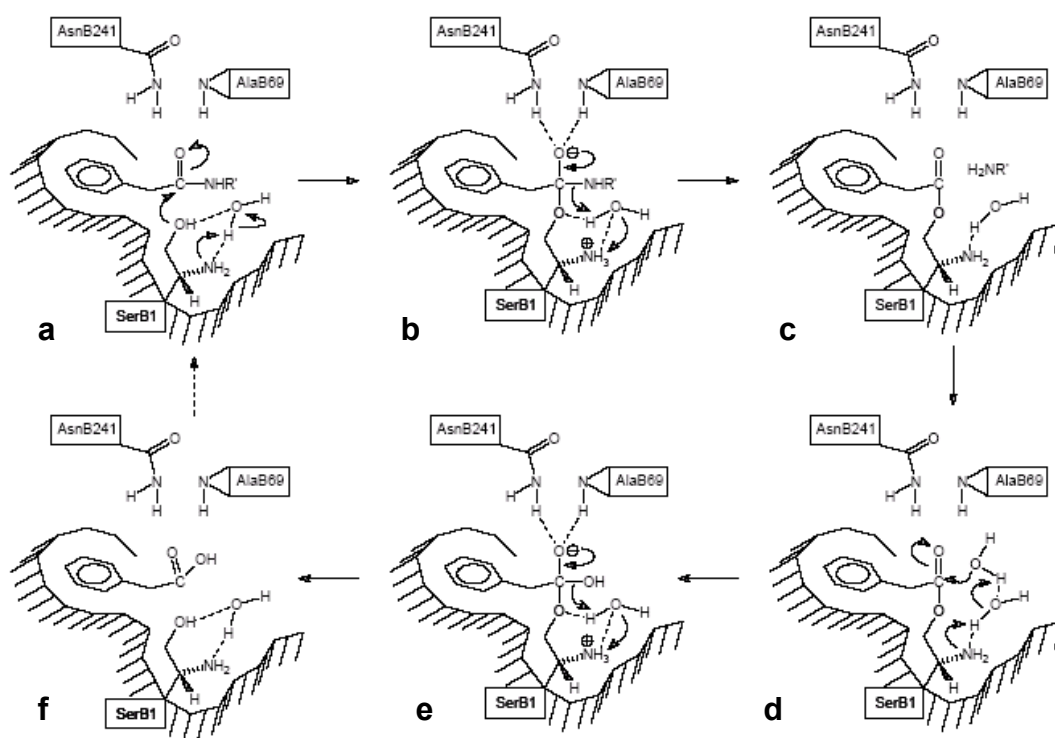 AsnB241
O
N N AlaB69
H
H H
O
C NHR'
O H
OH
H
NH2
H
SerB1
a
AsnB241
O
N N AlaB69
H
H H
O ⊖
C NHR'
O H O H
⊕
NH3
H
SerB1
b
AsnB241
O
N N AlaB69
H
H H
O
H2NR'
C
H
O O
H
NH2
H
SerB1
c
AsnB241
O
N N AlaB69
H
H H
O H
O
C H
O O H
H
NH2
H
SerB1
d
AsnB241
O
N N AlaB69
H
H H
O ⊖
C OH
O H O H
⊕
NH3
H
SerB1
e
AsnB241
O
N N AlaB69
H
H H
O OH
C
O H
OH
H
NH2
H
SerB1
f